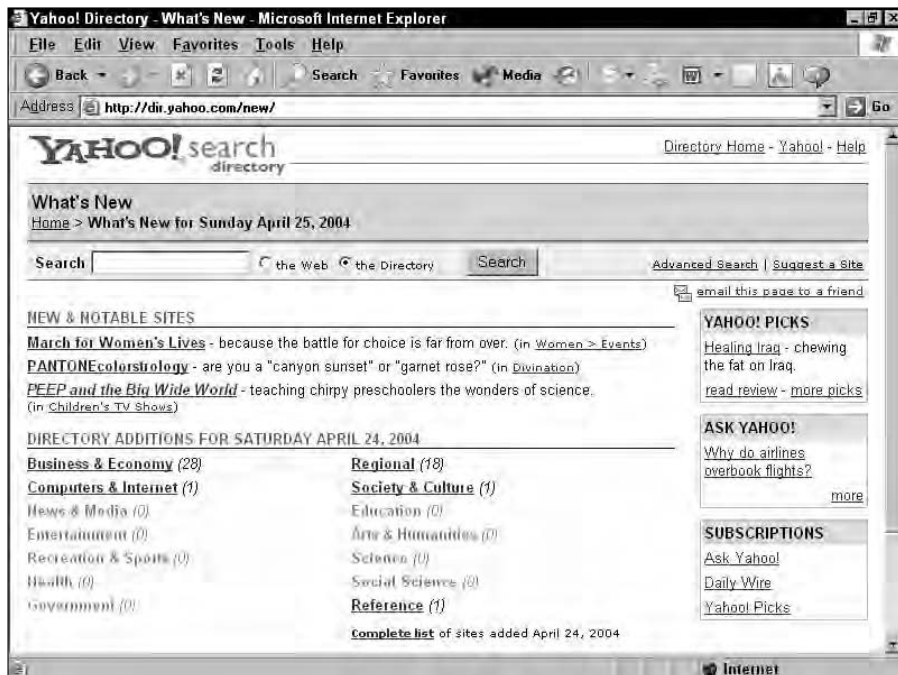 Yahoo! Directory - What's New - Microsoft Internet Explorer
File Edit View Favorites Tools Help
Back Search Favorites Media
Address http://dir.yahoo.com/new/ Go
YAHOO! search
directory
Directory Home - Yahoo! - Help
What's New
Home > What's New for Sunday April 25, 2004
Search the Web the Directory Search Advanced Search | Suggest a Site
email this page to a friend
NEW & NOTABLE SITES
March for Women's Lives - because the battle for choice is far from over. (in Women > Events)
PANTONEcolorstrology - are you a "canyon sunset" or "garnet rose?" (in Divination)
PEEP and the Big Wide World - teaching chirpy preschoolers the wonders of science.
(in Children's TV Shows)
DIRECTORY ADDITIONS FOR SATURDAY APRIL 24, 2004
Business & Economy (28)
Computers & Internet (1)
News & Media (0)
Entertainment (0)
Recreation & Sports (0)
Health (0)
Government (0)
Regional (18)
Society & Culture (1)
Education (0)
Arts & Humanities (0)
Science (0)
Social Science (0)
Reference (1)
Complete list of sites added April 24, 2004
YAHOO! PICKS
Healing Iraq - chewing
the fat on Iraq.
read review - more picks
ASK YAHOO!
Why do airlines
overbook flights?
more
SUBSCRIPTIONS
Ask Yahoo!
Daily Wire
Yahoo! Picks
Internet